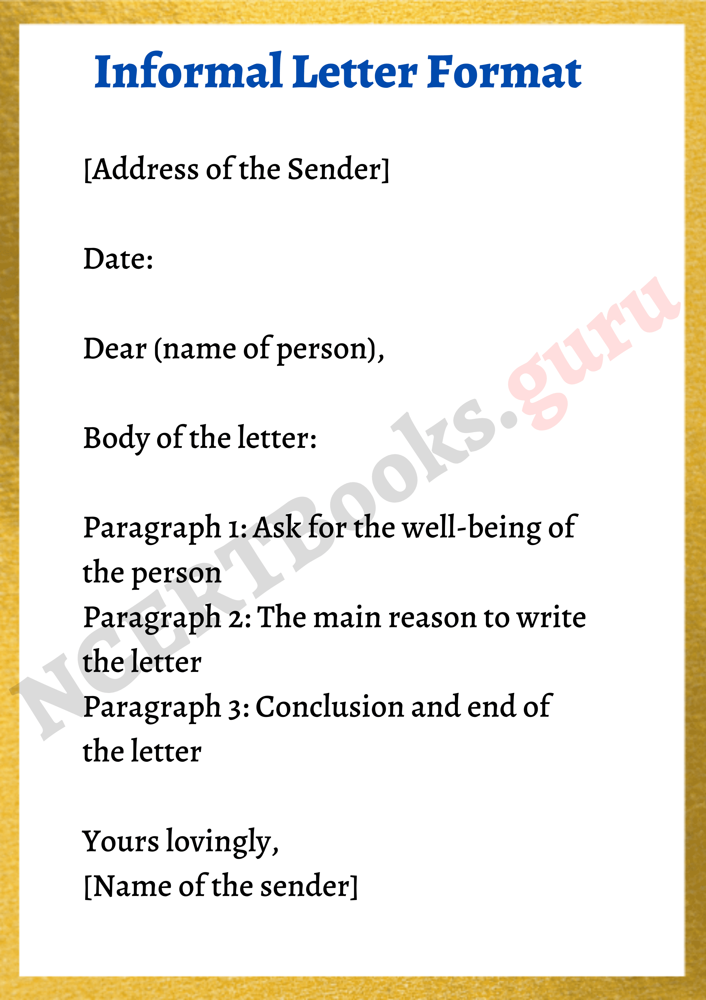 Informal Letter Format
[Address of the Sender]
Date:
Dear (name of person),
Body of the letter:
Paragraph 1: Ask for the well-being of
the person
Paragraph 2: The main reason to write
the letter
Paragraph 3: Conclusion and end of
the letter
Yours lovingly,
[Name of the sender]
NCERTBooks.guru